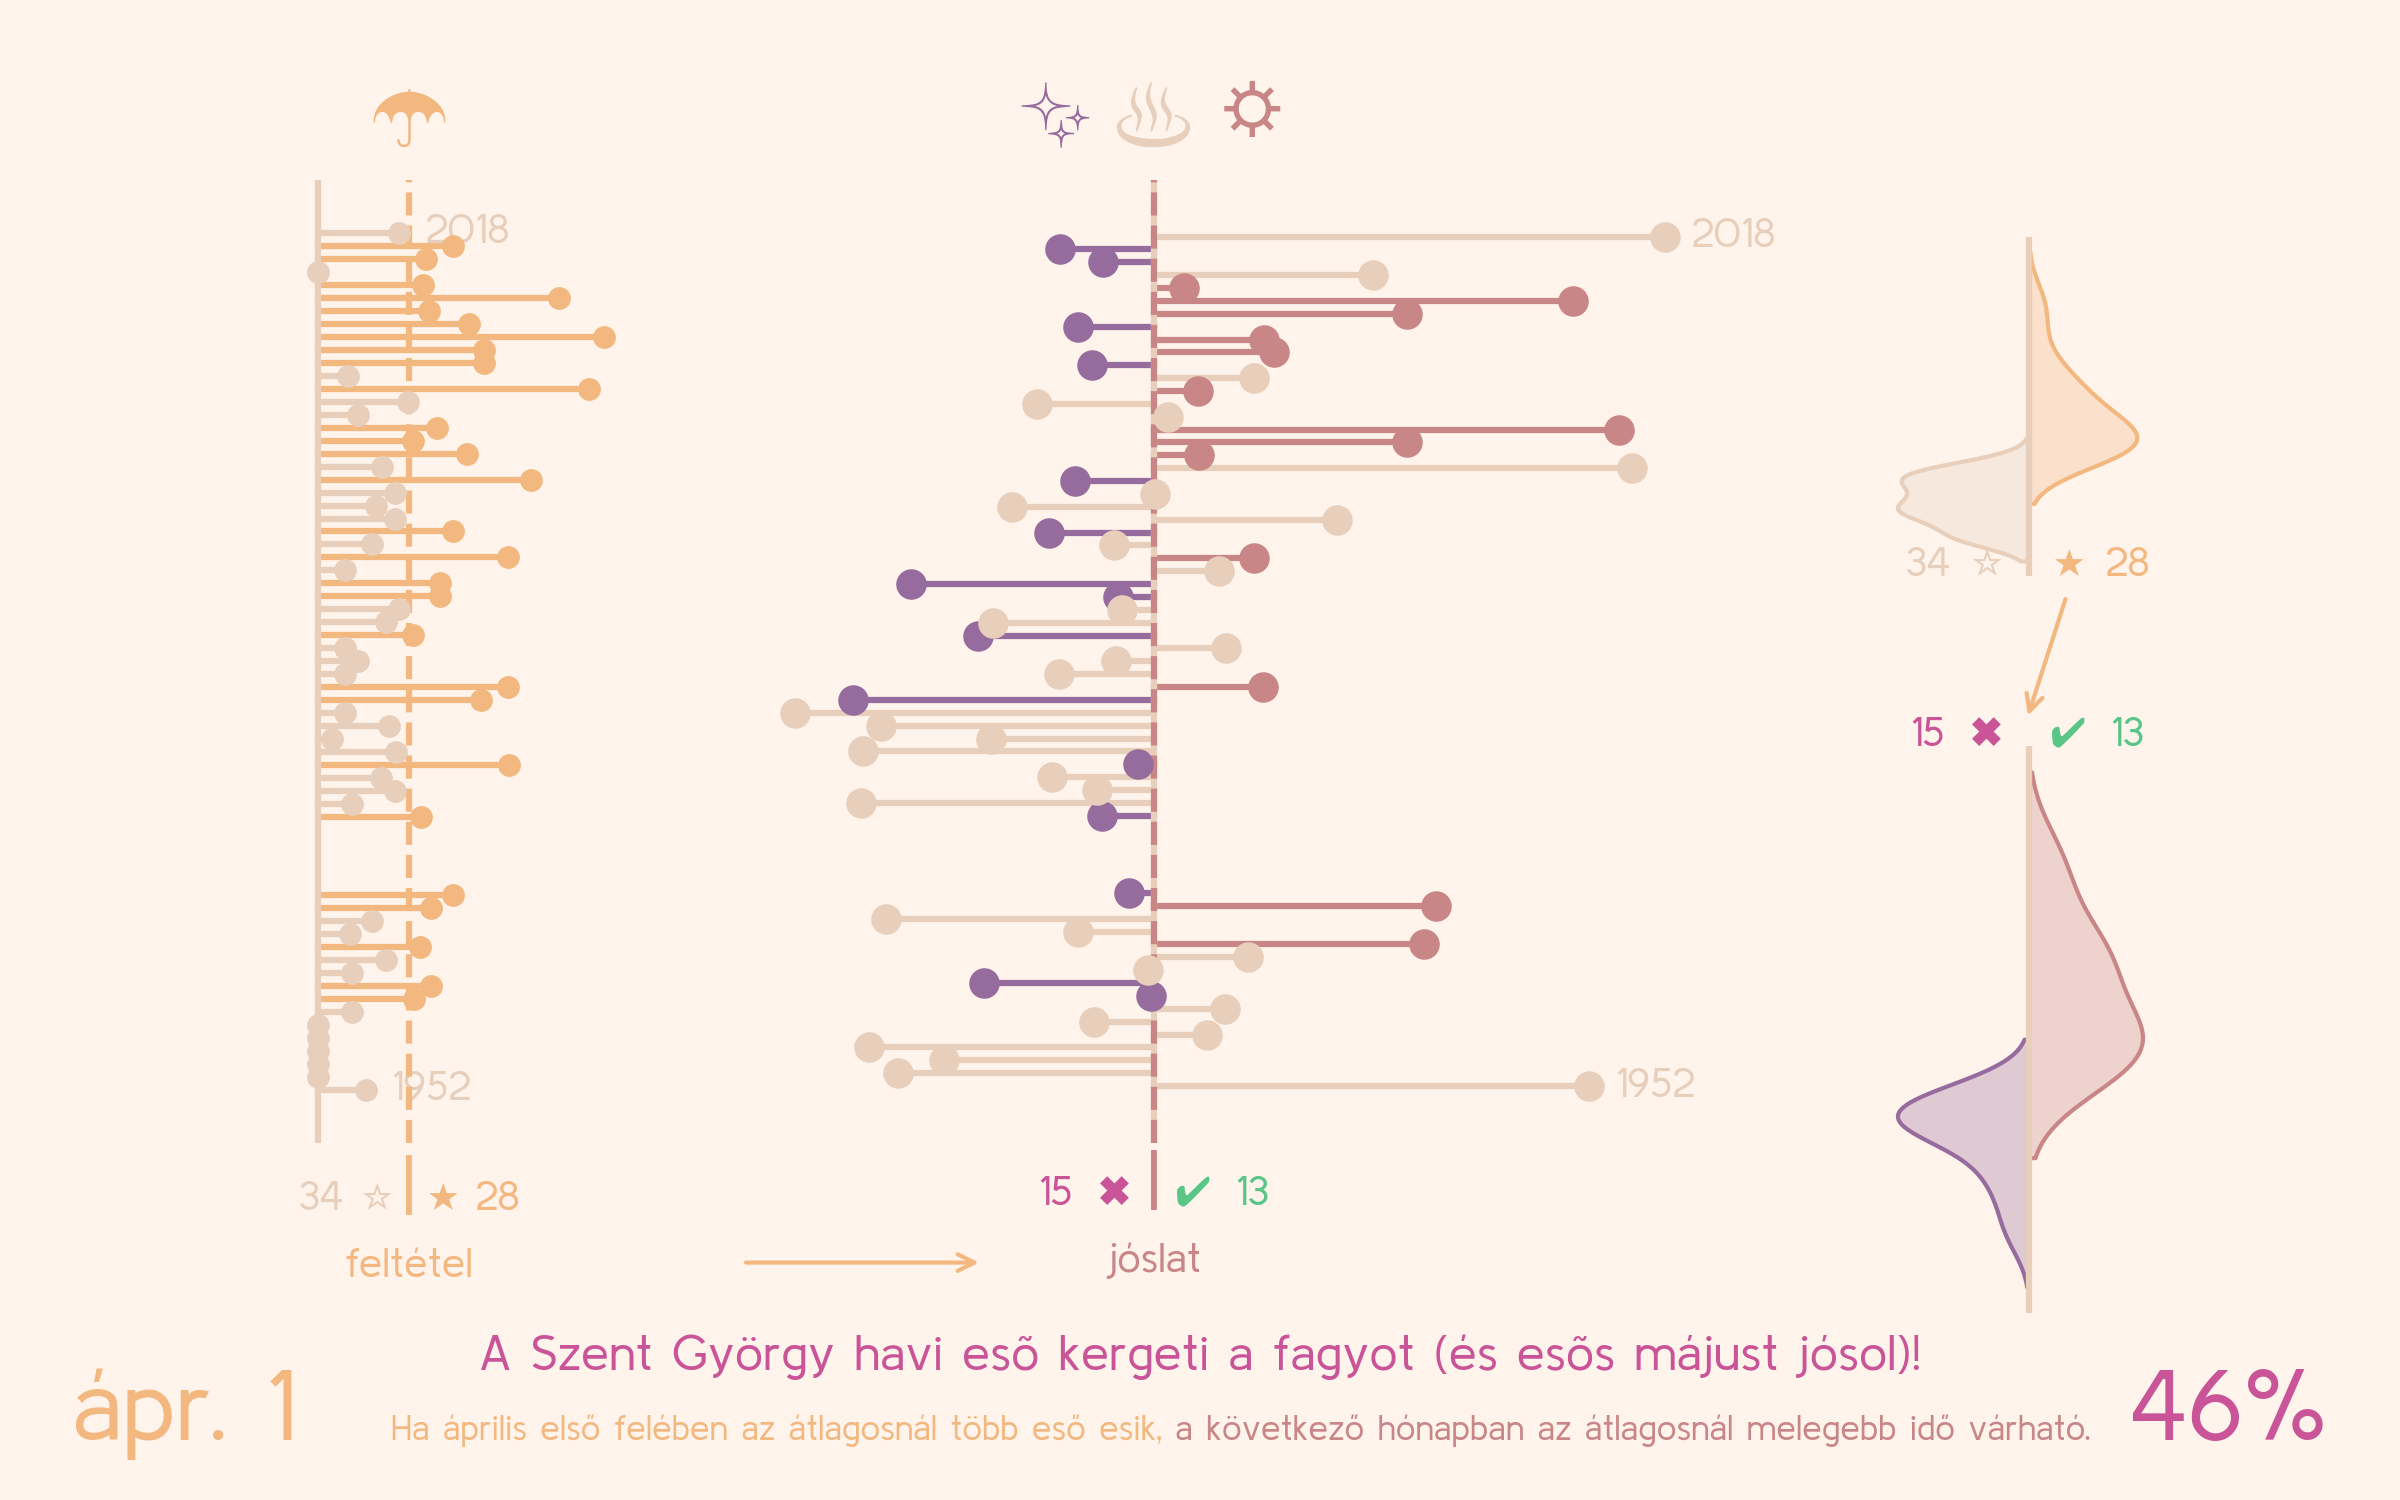 2018
2018
34 ☆ ★ 28
15 ✖ ✔ 13
1952
1952
34 ☆ ★ 28
15 ✖ ✔ 13
feltétel
jóslat
A Szent György havi esõ kergeti a fagyot (és esõs májust jósol)!
ápr. 1
Ha április első felében az átlagosnál több eső esik, a következő hónapban az átlagosnál melegebb idő várható.
46%